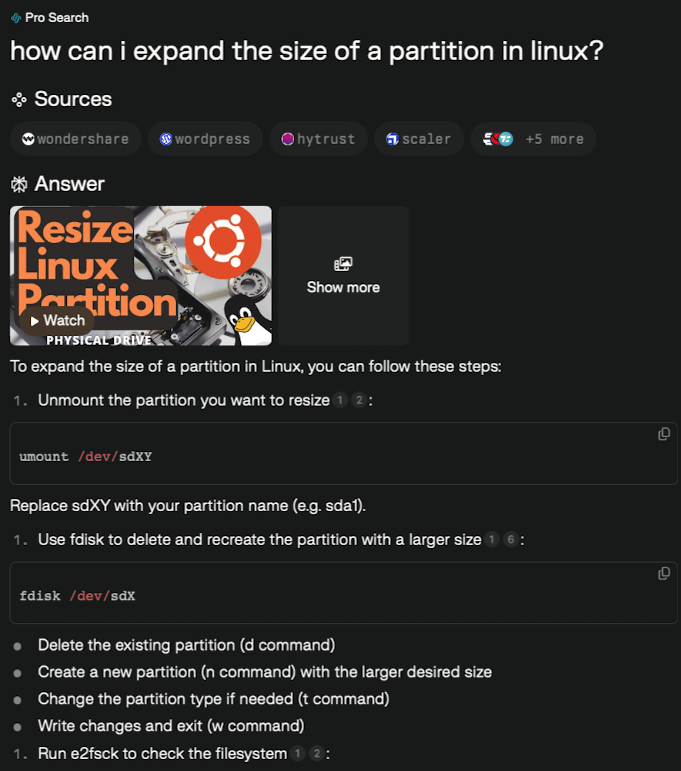 Pro Search
how can i expand the size of a partition in linux?
Sources
wondershare wordpress hytrust scaler +5 more
Answer
Resize
Linux
Partition
Watch
PHYSICAL DRIVE
Show more
To expand the size of a partition in Linux, you can follow these steps:
1. Unmount the partition you want to resize 1 2 :
umount /dev/sdXY
Replace sdXY with your partition name (e.g. sda1).
1. Use fdisk to delete and recreate the partition with a larger size 1 6 :
fdisk /dev/sdX
● Delete the existing partition (d command)
● Create a new partition (n command) with the larger desired size
● Change the partition type if needed (t command)
● Write changes and exit (w command)
1. Run e2fsck to check the filesystem 1 2 :